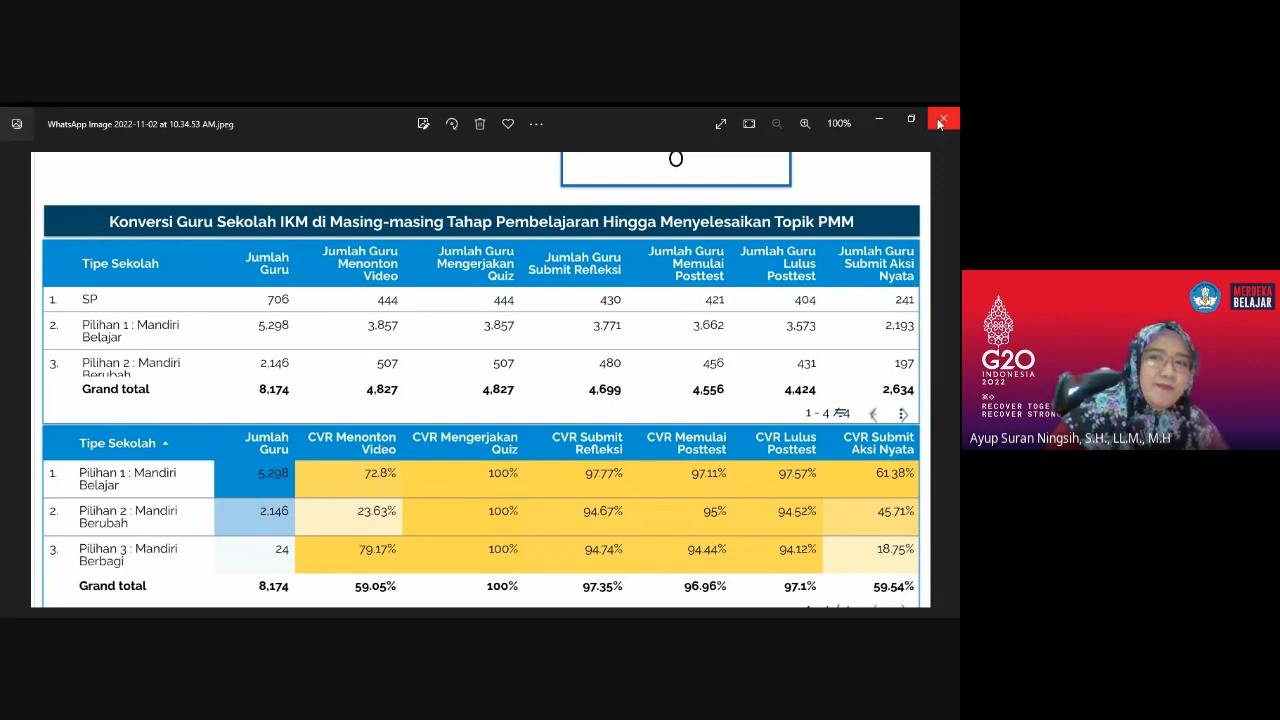 WhatsApp Image 2022-11-02 at 10.34.53 AM.jpeg
100%
0
Konversi Guru Sekolah IKM di Masing-masing Tahap Pembelajaran Hingga Menyelesaikan Topik PMM
Tipe Sekolah Jumlah Guru Jumlah Guru Menonton Video Jumlah Guru Mengerjakan Quiz Jumlah Guru Submit Refleksi Jumlah Guru Memulai Posttest Jumlah Guru Lulus Posttest Jumlah Guru Submit Aksi Nyata
1. SP 706 444 444 430 421 404 241
2. Pilihan 1 : Mandiri Belajar 5,298 3,857 3,857 3,771 3,662 3,573 2,193
3. Pilihan 2 : Mandiri Berubah 2,146 507 507 480 456 431 197
Grand total 8,174 4,827 4,827 4,699 4,556 4,424 2,634
1 - 4 / 4
Tipe Sekolah Jumlah Guru CVR Menonton Video CVR Mengerjakan Quiz CVR Submit Refleksi CVR Memulai Posttest CVR Lulus Posttest CVR Submit Aksi Nyata
1. Pilihan 1 : Mandiri Belajar 5,298 72.8% 100% 97.77% 97.11% 97.57% 61.38%
2. Pilihan 2 : Mandiri Berubah 2,146 23.63% 100% 94.67% 95% 94.52% 45.71%
3. Pilihan 3 : Mandiri Berbagi 24 79.17% 100% 94.74% 94.44% 94.12% 18.75%
Grand total 8,174 59.05% 100% 97.35% 96.96% 97.1% 59.54%
MERDEKA
BELAJAR
G20
INDONESIA
2022
RECOVER TOGE
RECOVER STRON
Ayup Suran Ningsih, S.H., LL.M., M.H